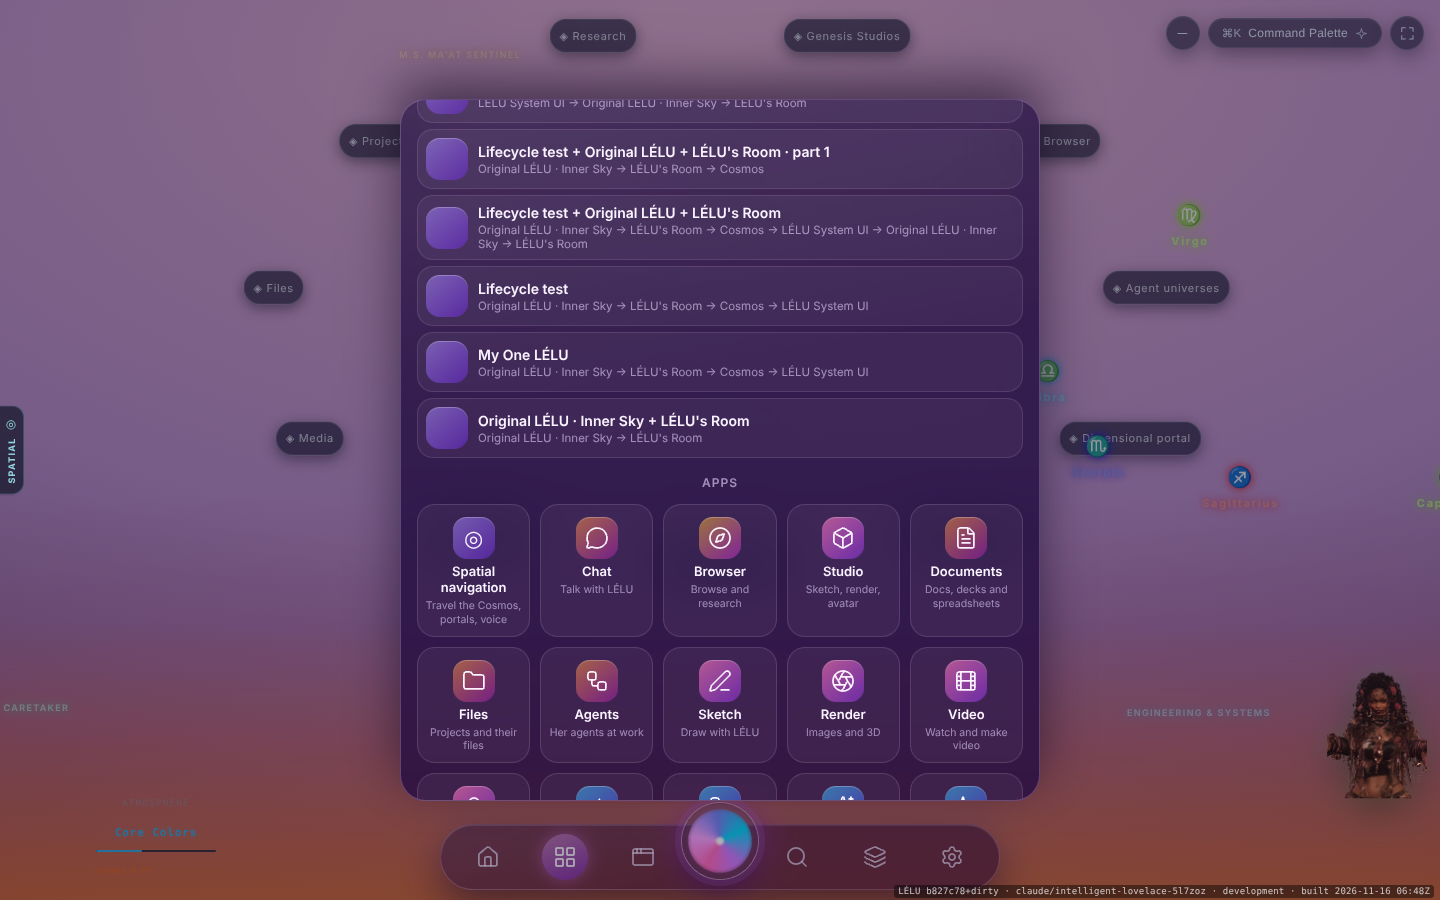 Research
Genesis Studios
⌘K Command Palette
M.S. MA'AT SENTINEL
LÉLU System UI → Original LÉLU · Inner Sky → LÉLU's Room
Projec
Browser
Lifecycle test + Original LÉLU + LÉLU's Room · part 1
Original LÉLU · Inner Sky → LÉLU's Room → Cosmos
Lifecycle test + Original LÉLU + LÉLU's Room
Original LÉLU · Inner Sky → LÉLU's Room → Cosmos → LÉLU System UI → Original LÉLU · Inner
Sky → LÉLU's Room
Virgo
Files
Agent universes
Lifecycle test
Original LÉLU · Inner Sky → LÉLU's Room → Cosmos → LÉLU System UI
My One LÉLU
Original LÉLU · Inner Sky → LÉLU's Room → Cosmos → LÉLU System UI
bra
Original LÉLU · Inner Sky + LÉLU's Room
Original LÉLU · Inner Sky → LÉLU's Room
Media
portal
SPATIAL
Sagittarius
Cap
APPS
Spatial
navigation
Travel the Cosmos,
portals, voice
Chat
Talk with LÉLU
Browser
Browse and
research
Studio
Sketch, render,
avatar
Documents
Docs, decks and
spreadsheets
Files
Projects and their
files
Agents
Her agents at work
Sketch
Draw with LÉLU
Render
Images and 3D
Video
Watch and make
video
CARETAKER
ENGINEERING & SYSTEMS
ATMOSPHERE
Core Colors
LÉLU b827c78+dirty · claude/intelligent-lovelace-5l7zoz · development · built 2026-11-16 06:48Z